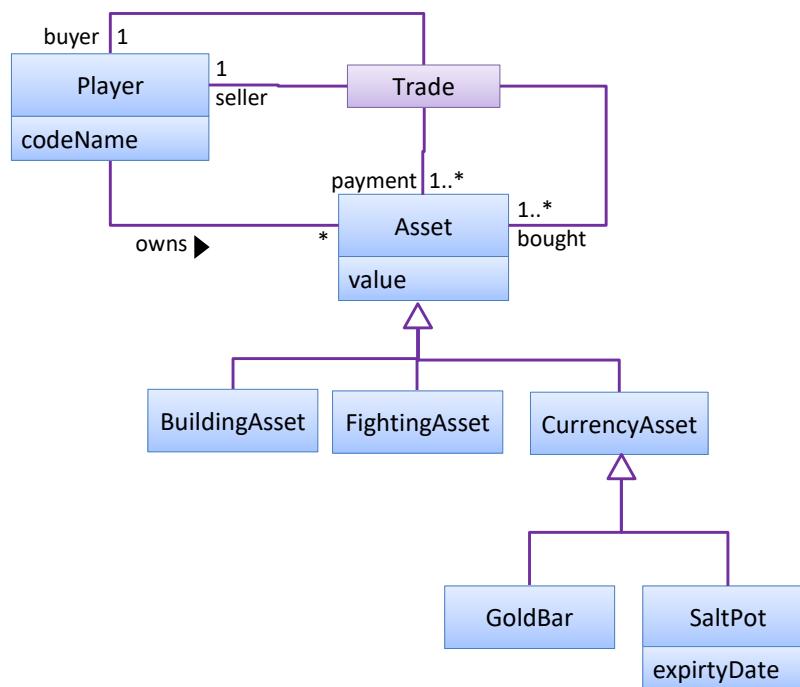 buyer 1
Player
codeName
1
seller
Trade
payment 1..*
1..*
bought
owns
*
Asset
value
BuildingAsset
FightingAsset
CurrencyAsset
GoldBar
SaltPot
expirtyDate